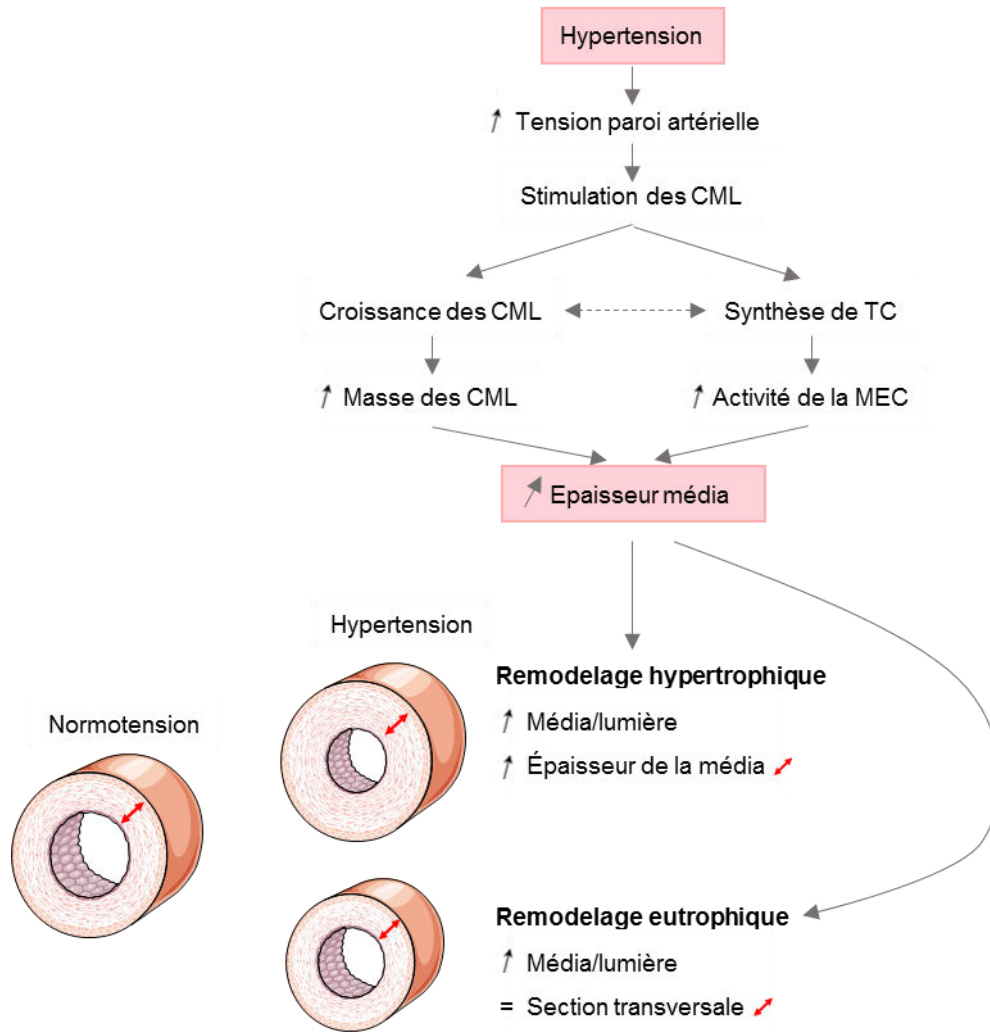 Hypertension
↗ Tension paroi artérielle
Stimulation des CML
Croissance des CML
Synthèse de TC
↗ Masse des CML
↗ Activité de la MEC
↗ Epaisseur média
Hypertension
Remodelage hypertrophique
↗ Média/lumière
↗ Épaisseur de la média
Normotension
Remodelage eutrophique
↗ Média/lumière
= Section transversale